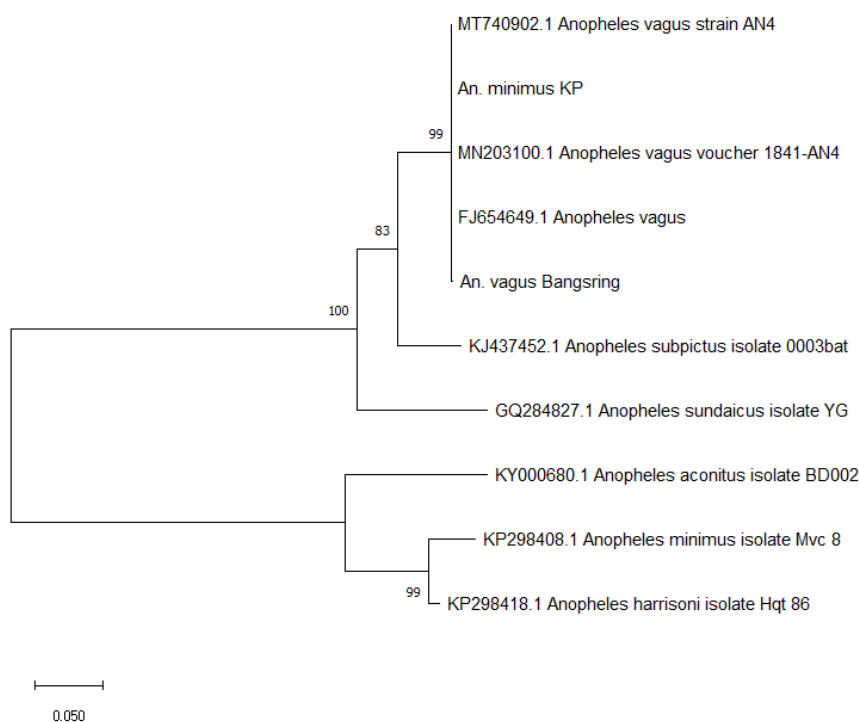 MT740902.1 Anopheles vagus strain AN4
An. minimus KP
99
MN203100.1 Anopheles vagus voucher 1841-AN4
FJ654649.1 Anopheles vagus
83
An. vagus Bangsring
100
KJ437452.1 Anopheles subpictus isolate 0003bat
GQ284827.1 Anopheles sundaicus isolate YG
KY000680.1 Anopheles aconitus isolate BD002
KP298408.1 Anopheles minimus isolate Mvc 8
99
KP298418.1 Anopheles harrisoni isolate Hqt 86
0.050